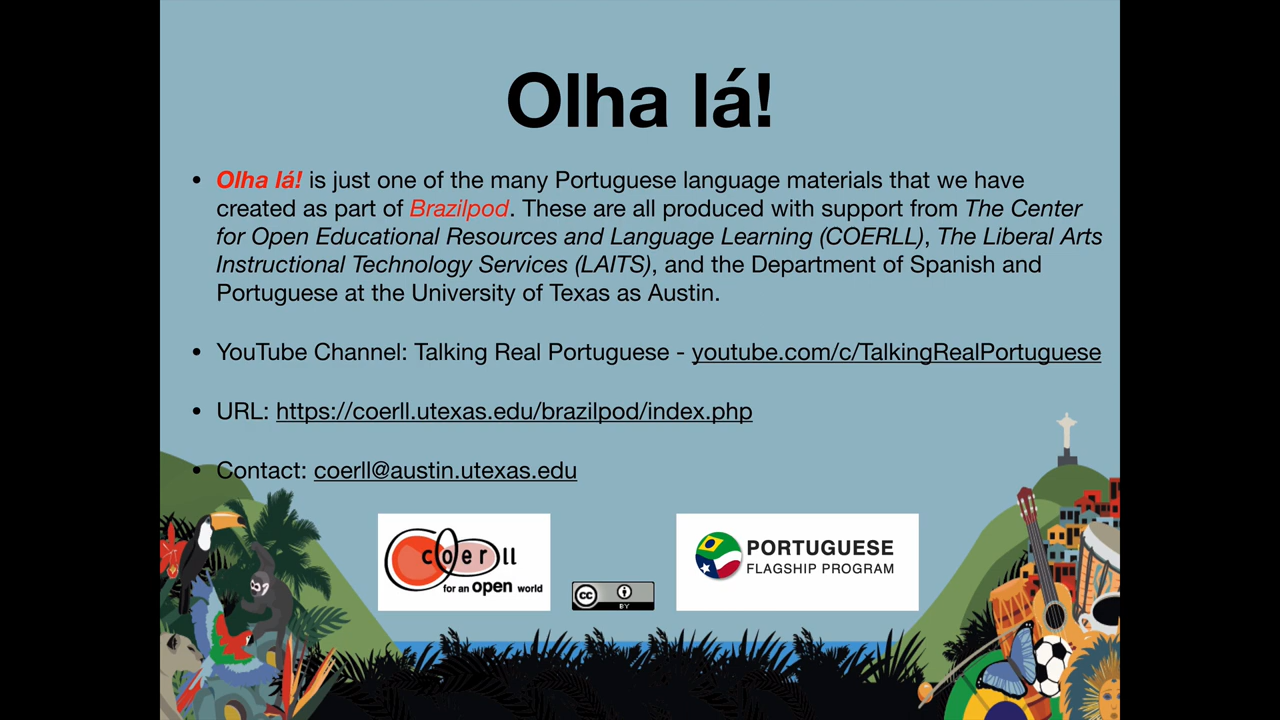 Olha lá!
• Olha lá! is just one of the many Portuguese language materials that we have
created as part of Brazilpod. These are all produced with support from The Center
for Open Educational Resources and Language Learning (COERLL), The Liberal Arts
Instructional Technology Services (LAITS), and the Department of Spanish and
Portuguese at the University of Texas as Austin.
• YouTube Channel: Talking Real Portuguese - youtube.com/c/TalkingRealPortuguese
• URL: https://coerll.utexas.edu/brazilpod/index.php
• Contact: coerll@austin.utexas.edu
coerll
for an open world
cc
BY
PORTUGUESE
FLAGSHIP PROGRAM